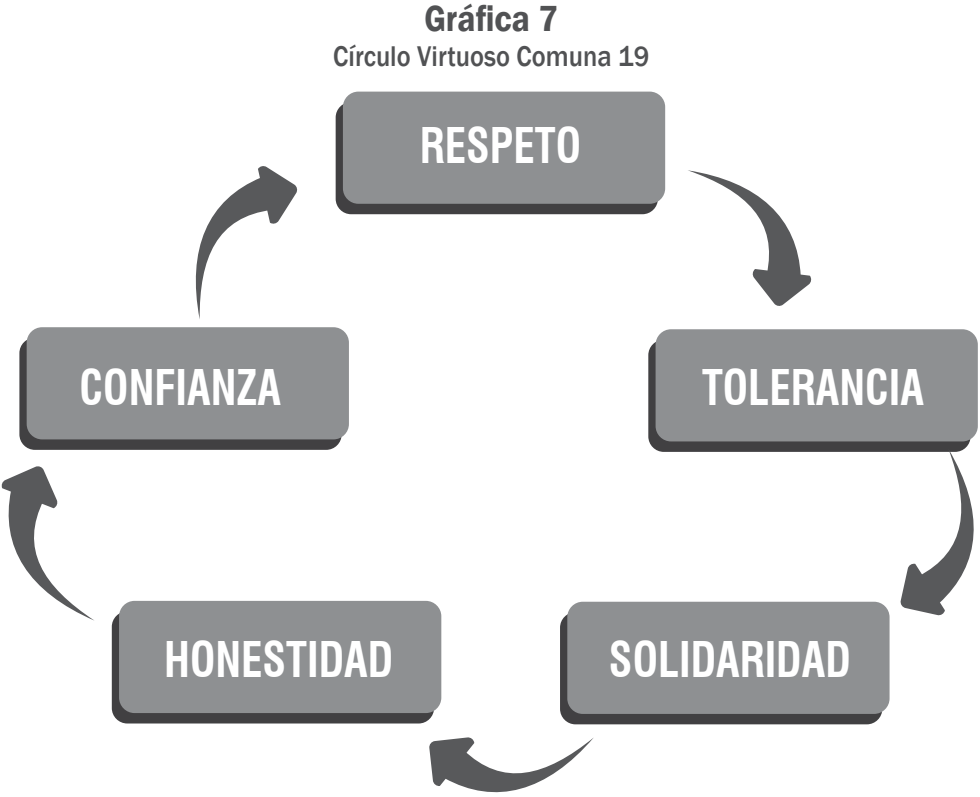 Gráfica 7
Círculo Virtuoso Comuna 19
RESPETO
TOLERANCIA
SOLIDARIDAD
HONESTIDAD
CONFIANZA